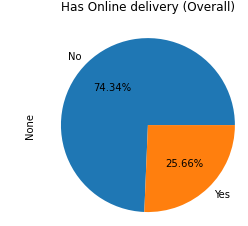 Has Online delivery (Overall)
No
74.34%
None
25.66%
Yes